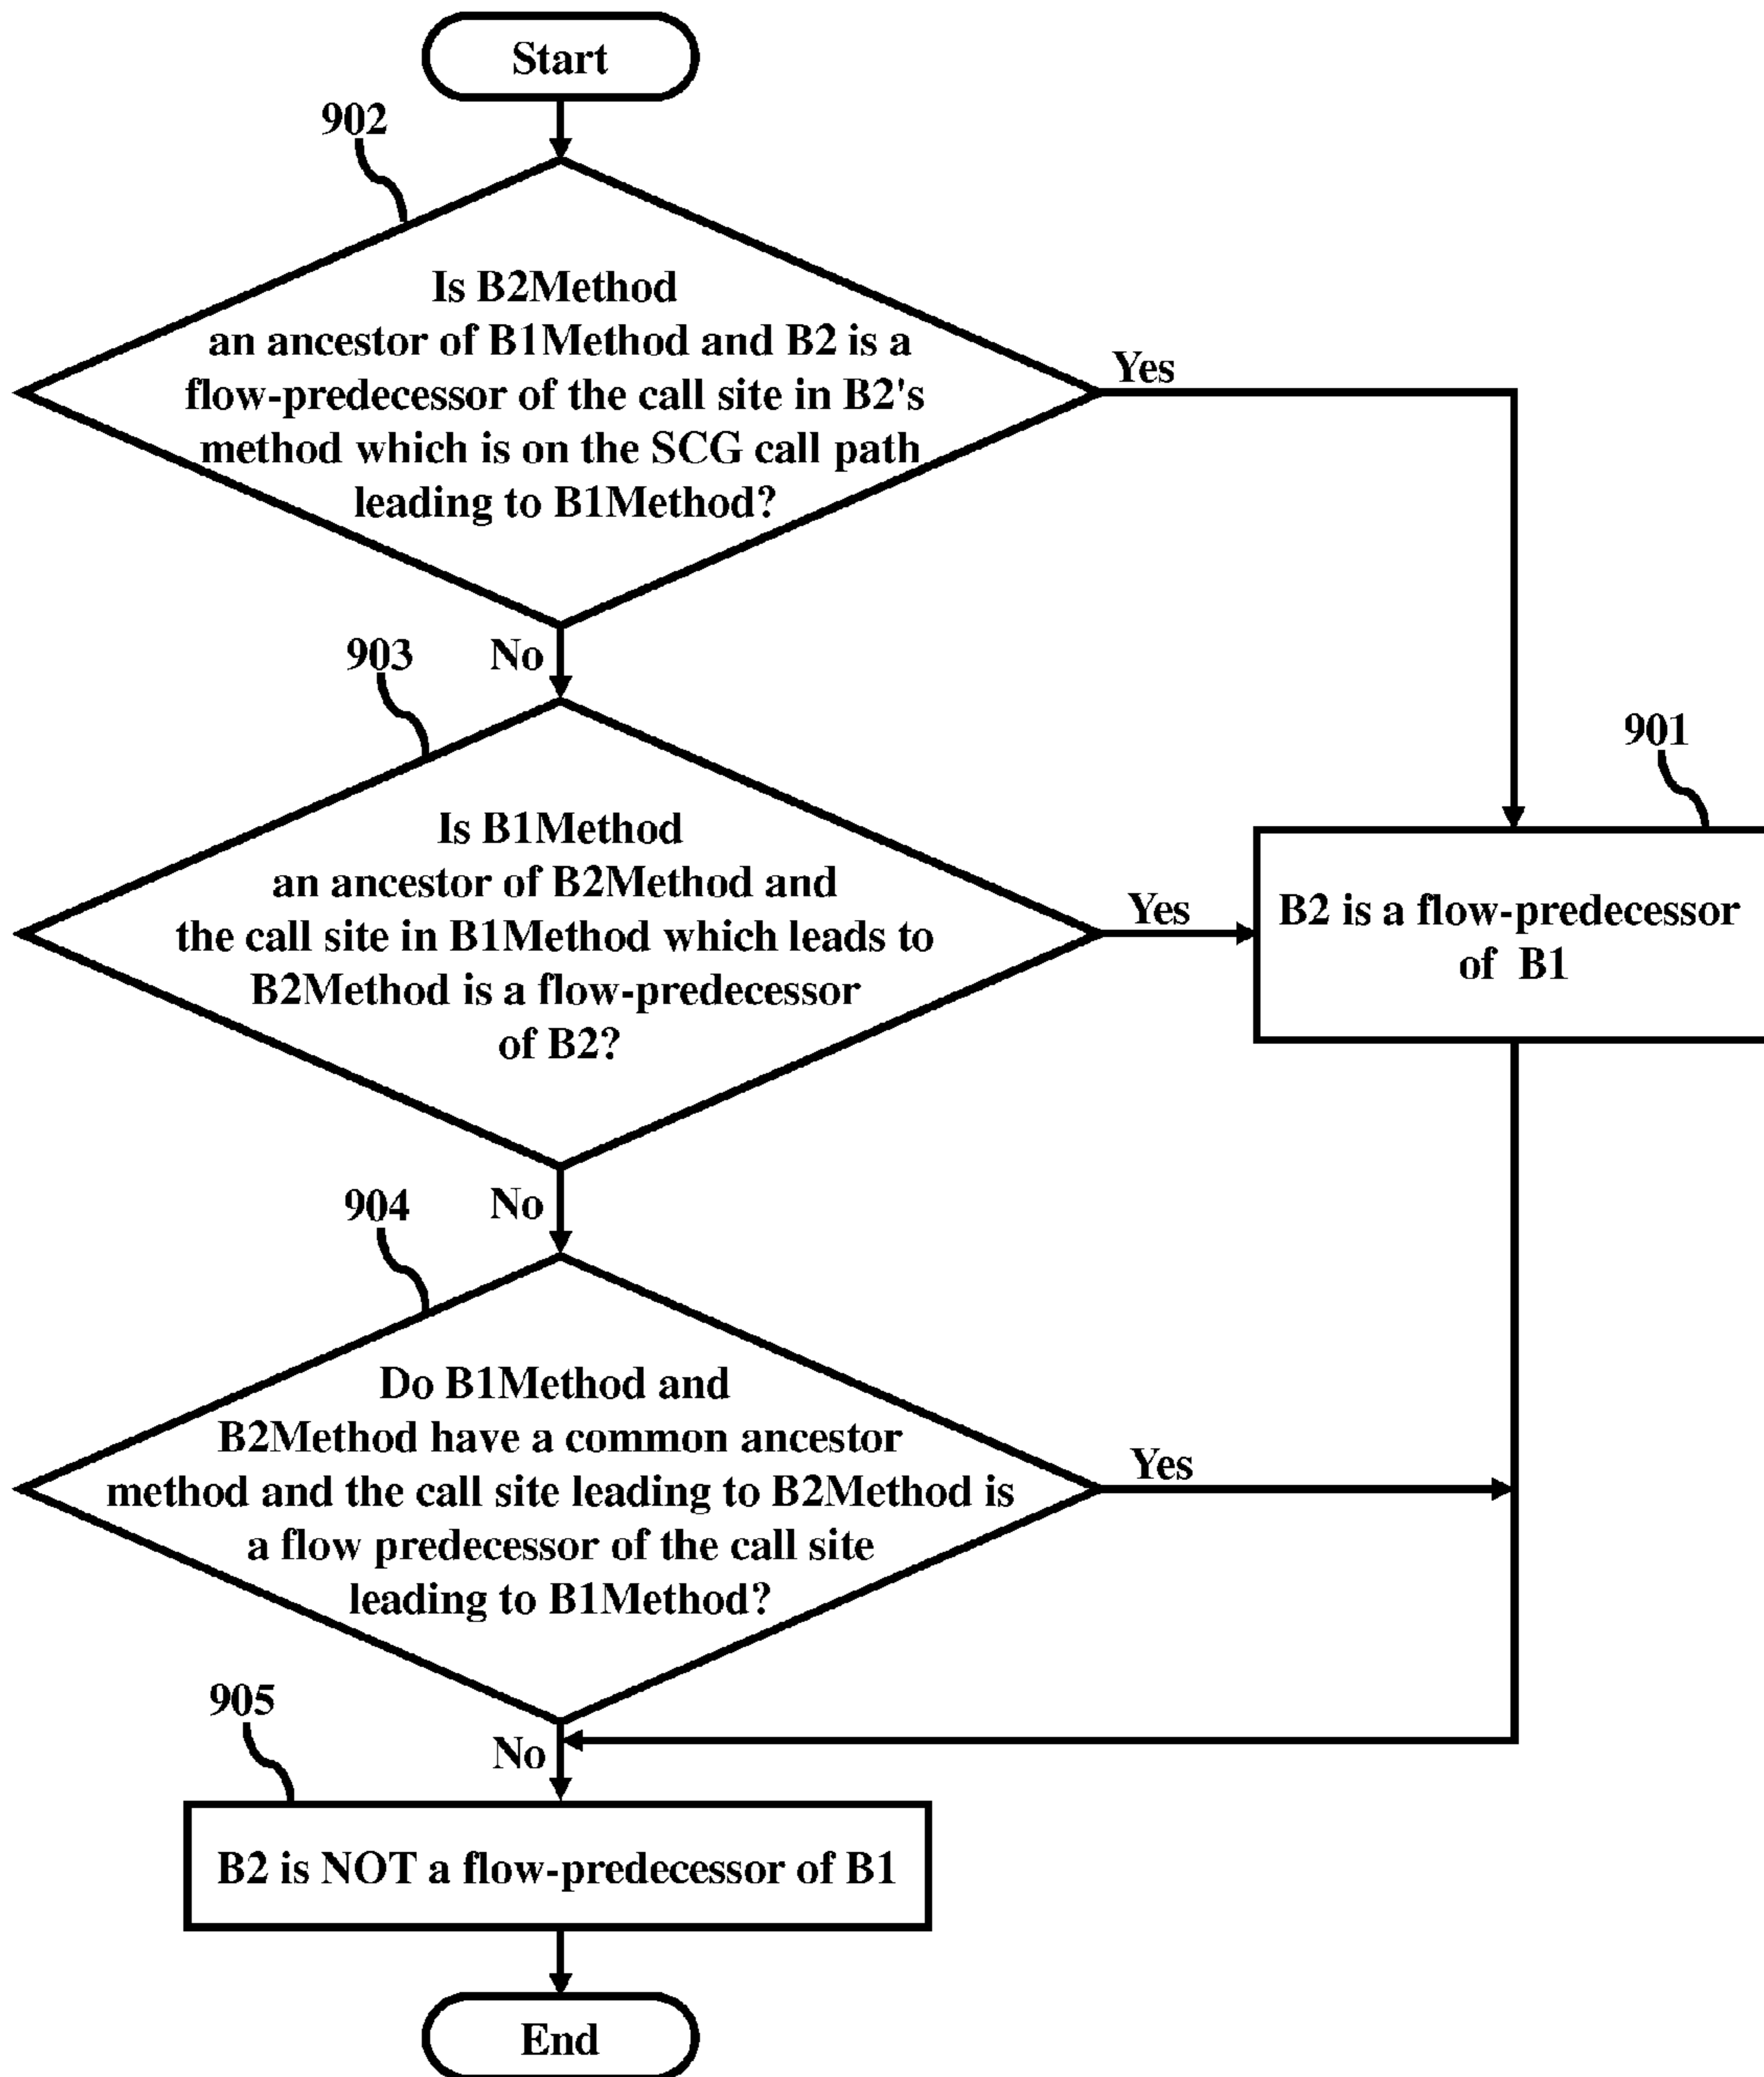 Start
902
Is B2Method
an ancestor of B1Method and B2 is a
flow-predecessor of the call site in B2's
method which is on the SCG call path
leading to B1Method?
Yes
No
903
Is B1Method
an ancestor of B2Method and
the call site in B1Method which leads to
B2Method is a flow-predecessor
of B2?
Yes
901
B2 is a flow-predecessor
of B1
No
904
Do B1Method and
B2Method have a common ancestor
method and the call site leading to B2Method is
a flow predecessor of the call site
leading to B1Method?
Yes
No
905
B2 is NOT a flow-predecessor of B1
End